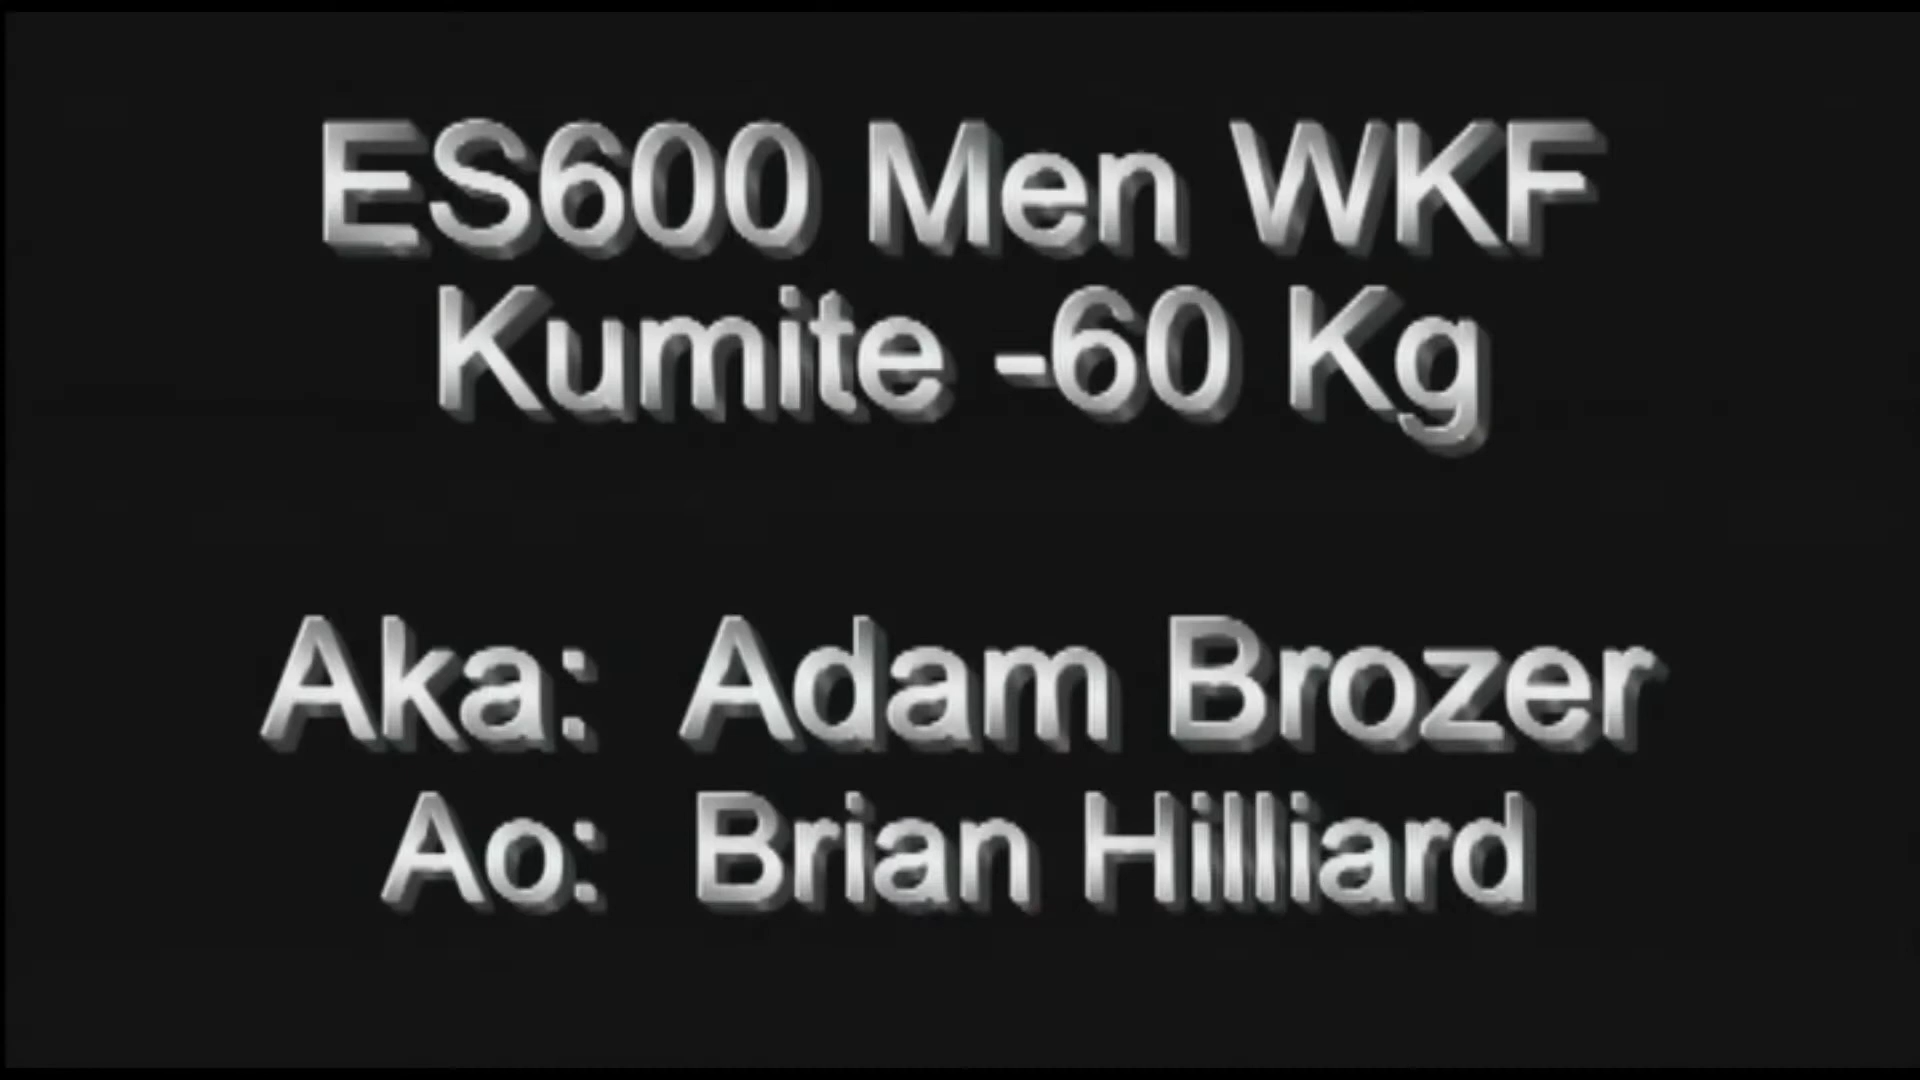 ES600 Men WKF
Kumite -60 Kg
Aka: Adam Brozer
Ao: Brian Hilliard